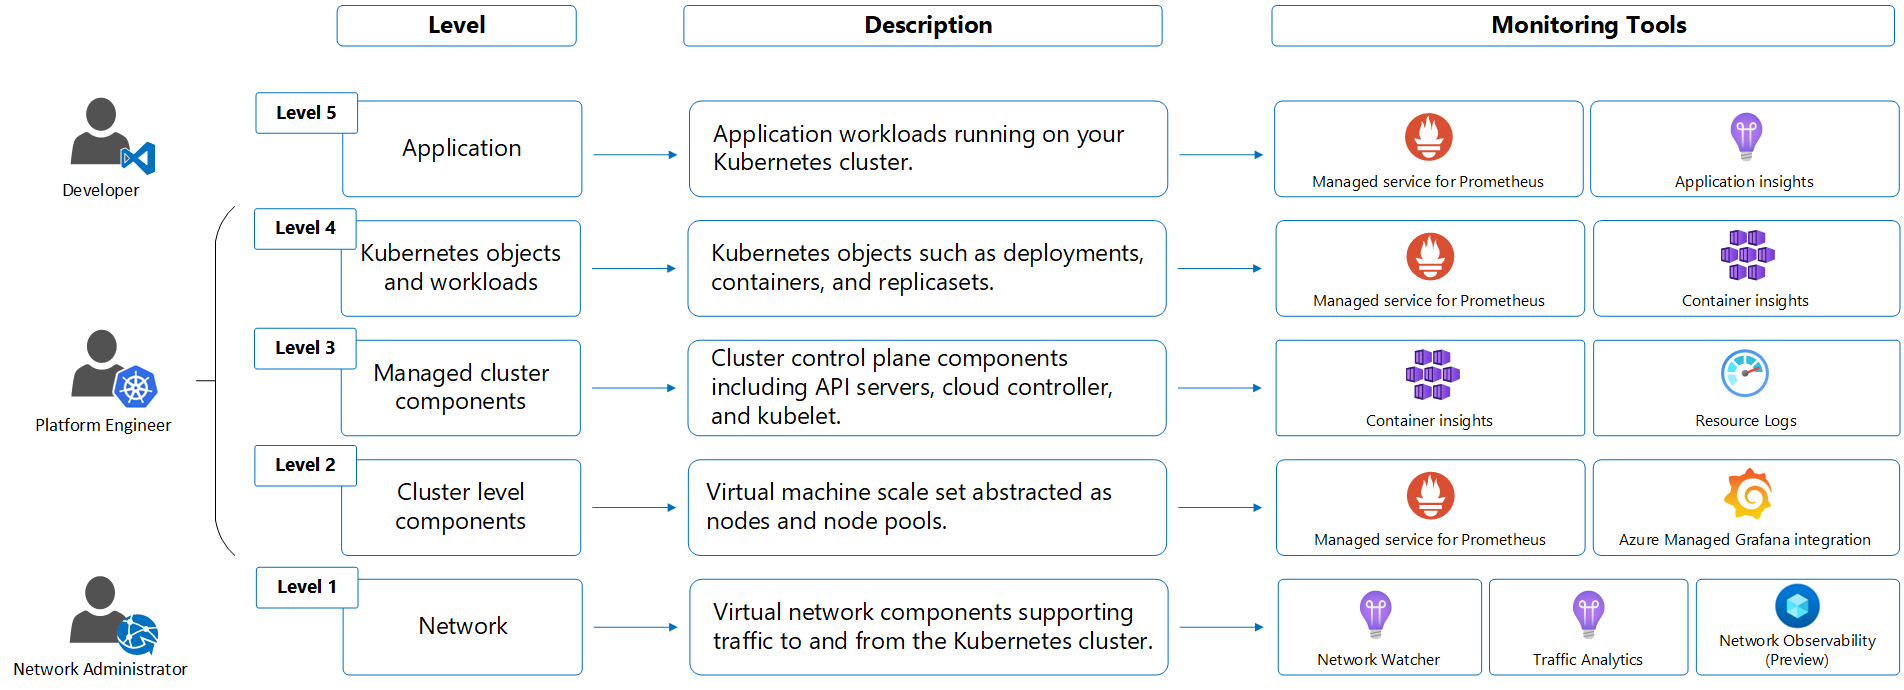 Level
Description
Monitoring Tools
Developer
Level 5
Application
Application workloads running on your
Kubernetes cluster.
Managed service for Prometheus
Application insights
Level 4
Kubernetes objects
and workloads
Kubernetes objects such as deployments,
containers, and replicasets.
Managed service for Prometheus
Container insights
Platform Engineer
Level 3
Managed cluster
components
Cluster control plane components
including API servers, cloud controller,
and kubelet.
Container insights
Resource Logs
Level 2
Cluster level
components
Virtual machine scale set abstracted as
nodes and node pools.
Managed service for Prometheus
Azure Managed Grafana integration
Network Administrator
Level 1
Network
Virtual network components supporting
traffic to and from the Kubernetes cluster.
Network Watcher
Traffic Analytics
Network Observability
(Preview)